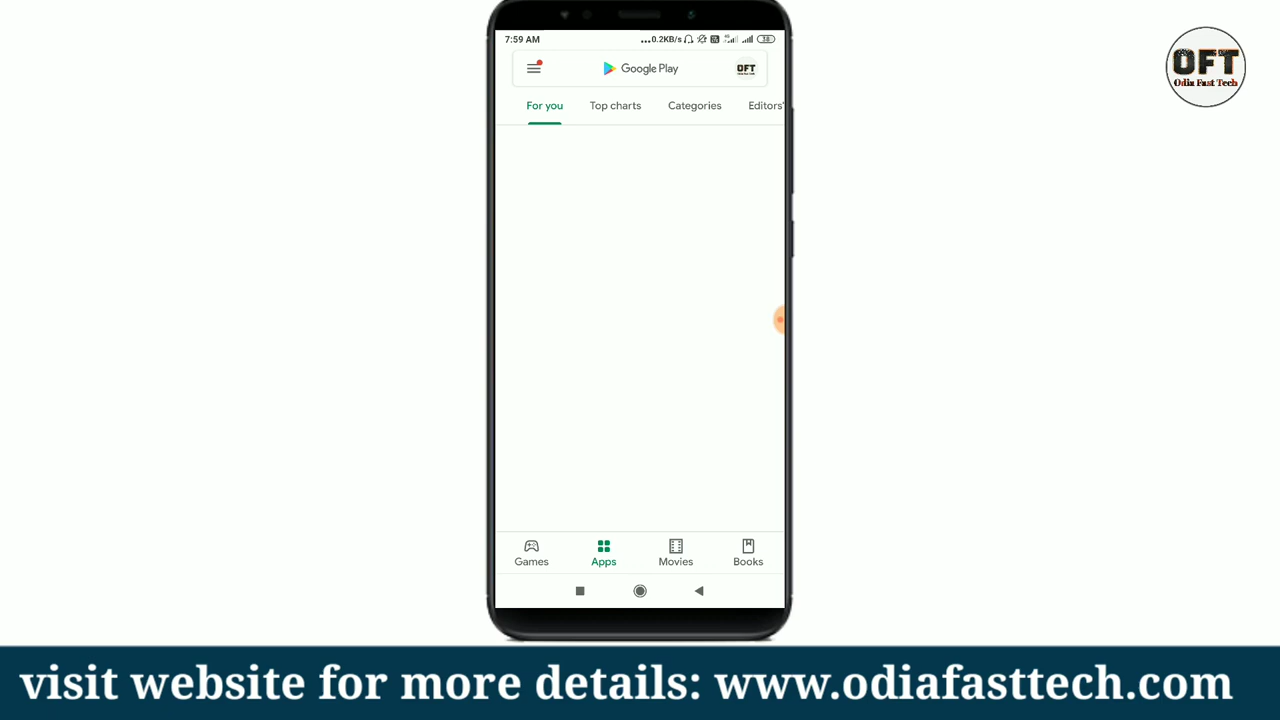 7:59 AM
...0.2KB/s
38
Google Play
OFT
For you
Top charts
Categories
Editors'
Games
Apps
Movies
Books
OFT
Odia Fast Tech
visit website for more details: www.odiafasttech.com